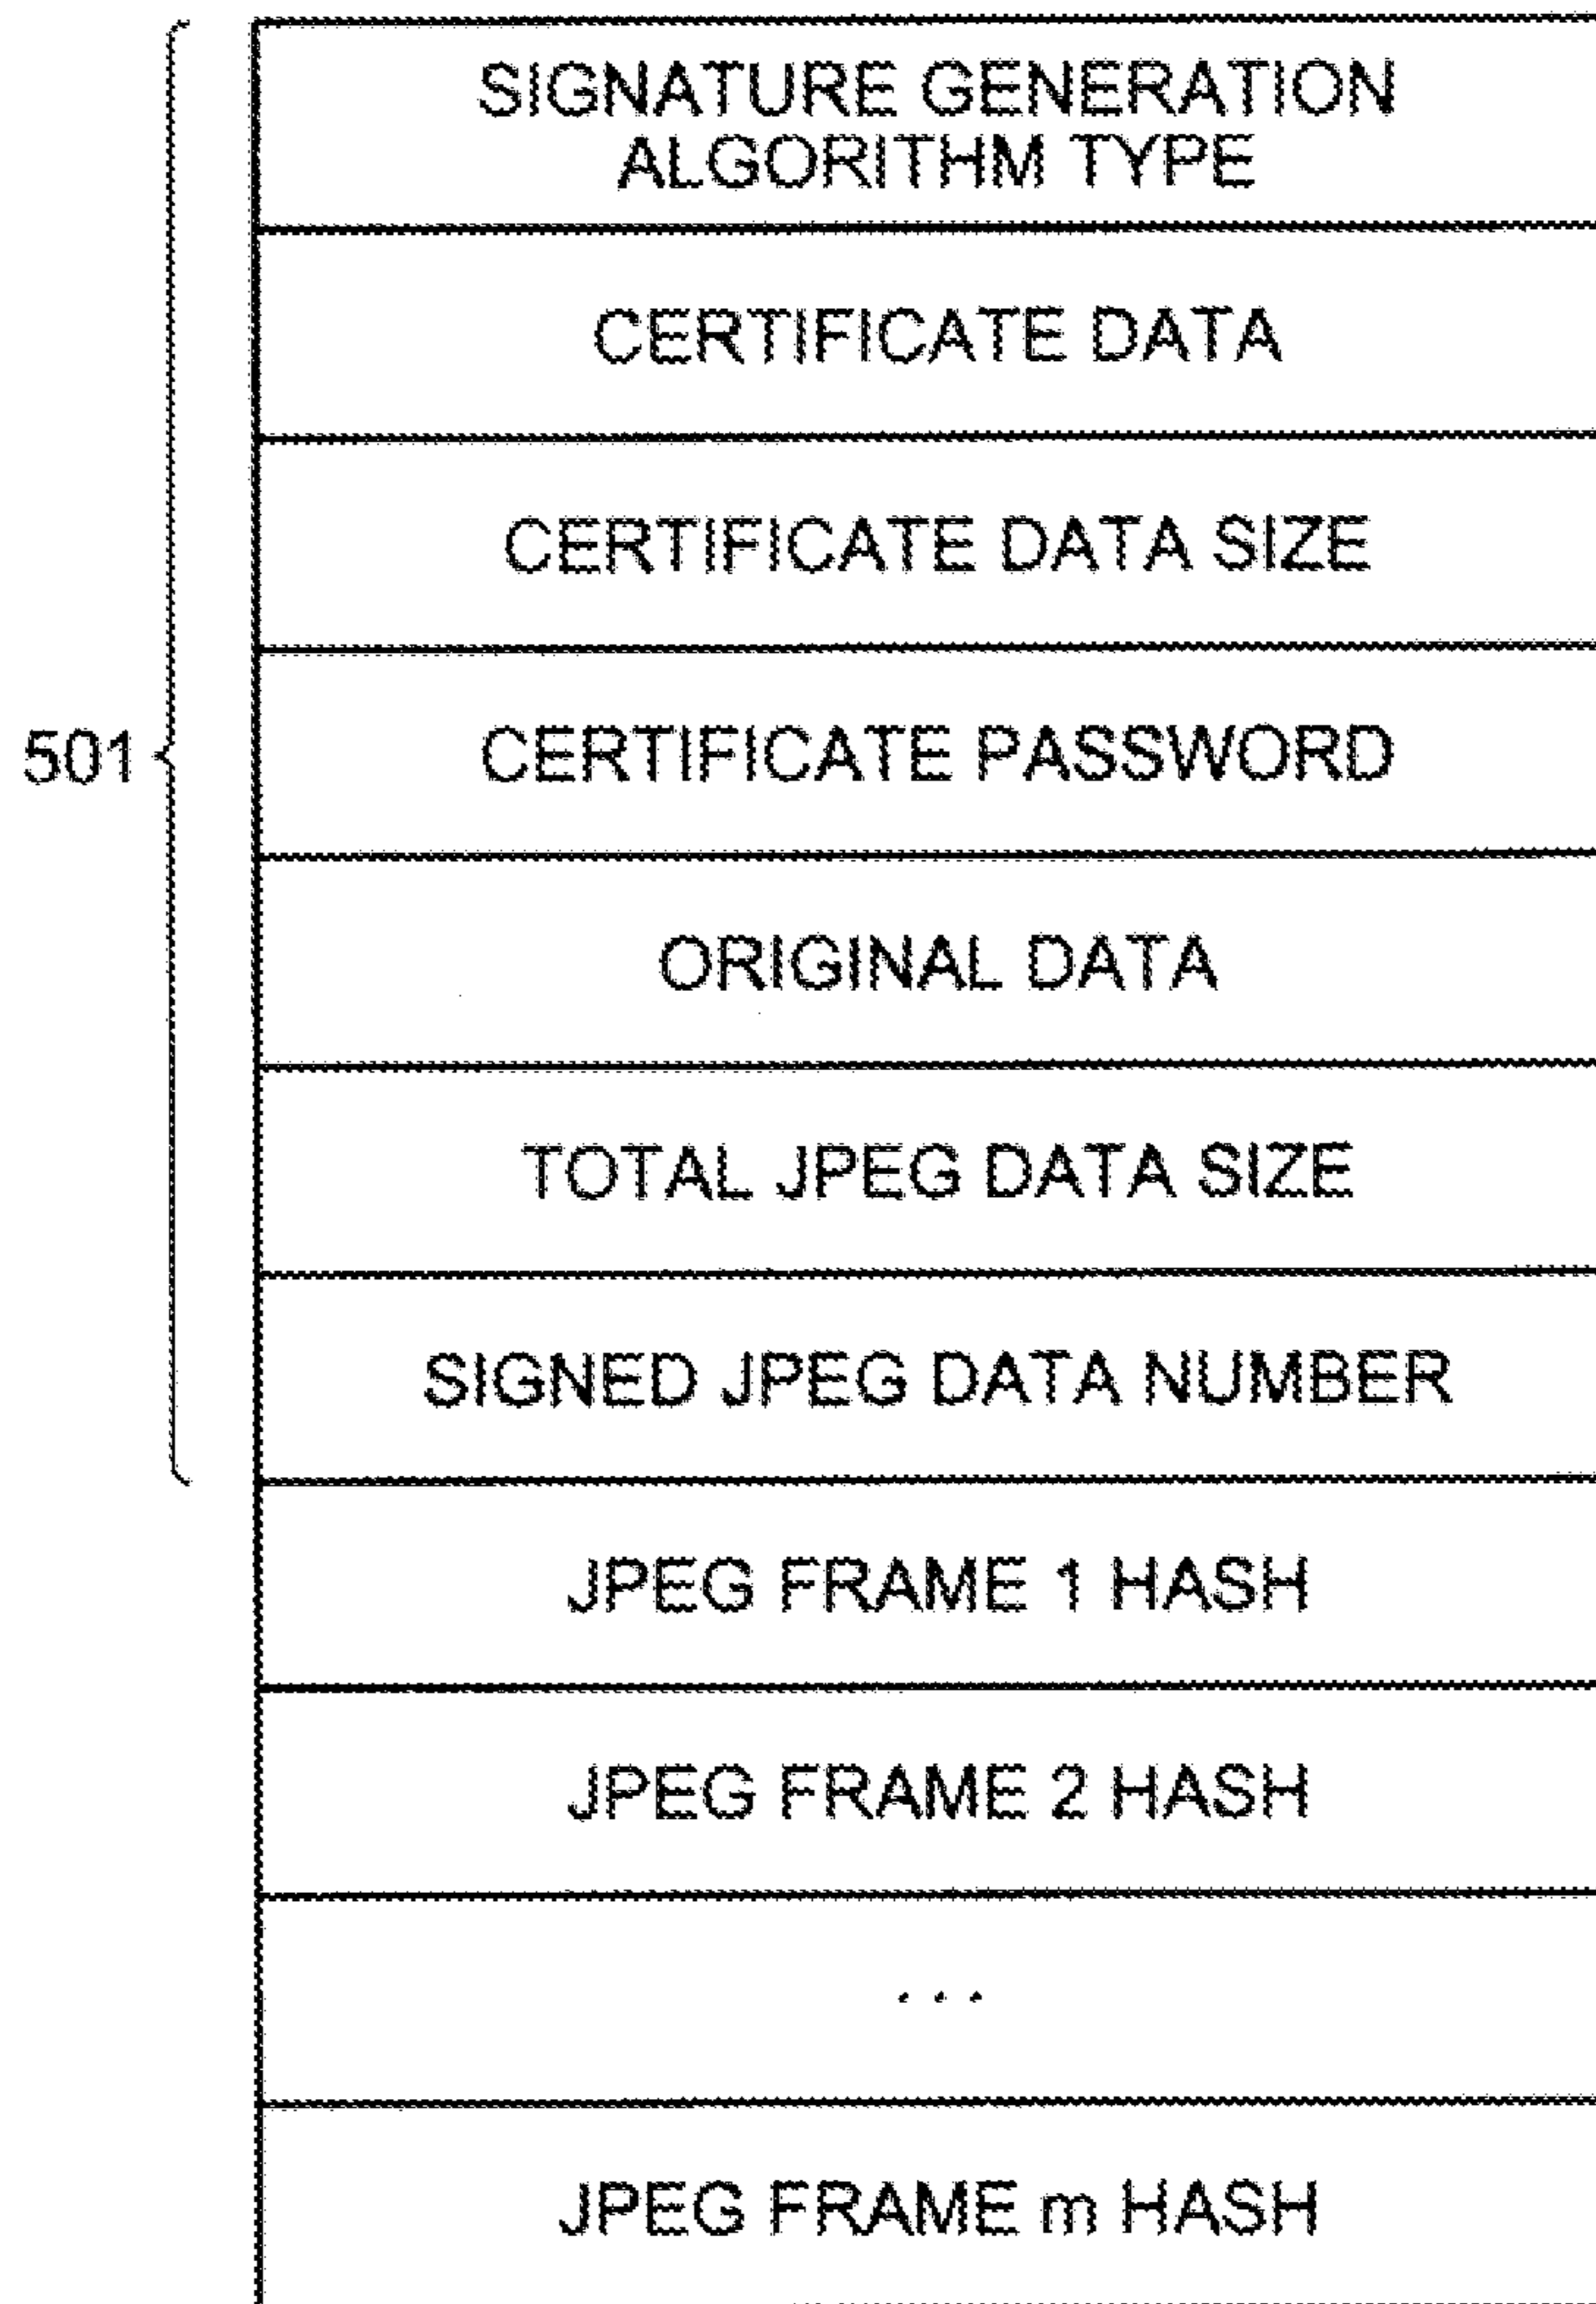 SIGNATURE GENERATION
ALGORITHM TYPE
CERTIFICATE DATA
CERTIFICATE DATA SIZE
501
CERTIFICATE PASSWORD
ORIGINAL DATA
TOTAL JPEG DATA SIZE
SIGNED JPEG DATA NUMBER
JPEG FRAME 1 HASH
JPEG FRAME 2 HASH
...
JPEG FRAME m HASH